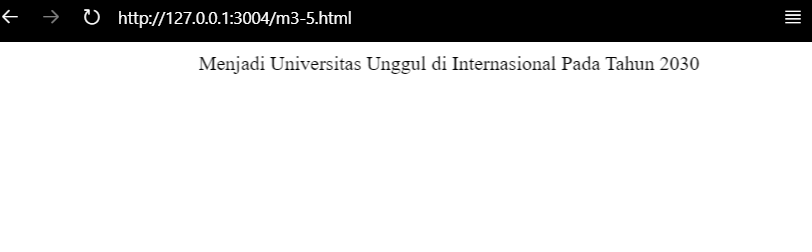 http://127.0.0.1:3004/m3-5.html
Menjadi Universitas Unggul di Internasional Pada Tahun 2030